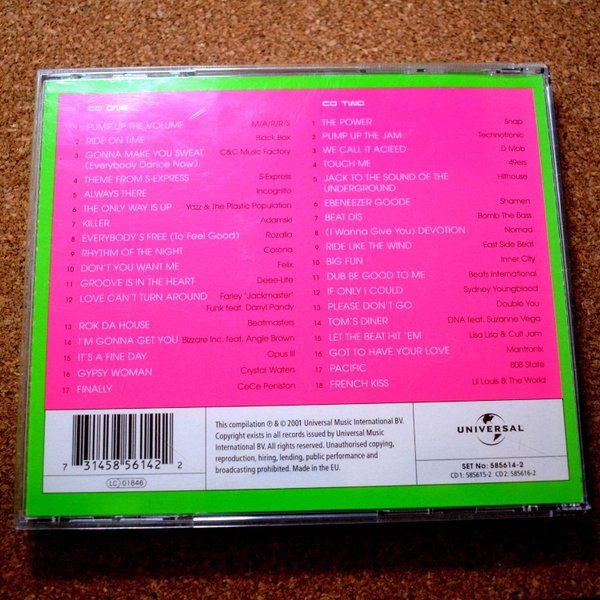 CD ONE
1 PUMP UP THE VOLUME M/A/R/R/S
2 RIDE ON TIME Black Box
3 GONNA MAKE YOU SWEAT C&C Music Factory
(Everybody Dance Now)
4 THEME FROM S-EXPRESS S-Express
5 ALWAYS THERE Incognito
6 THE ONLY WAY IS UP Yazz & The Plastic Population
7 KILLER Adamski
8 EVERYBODY'S FREE (To Feel Good) Rozalla
9 RHYTHM OF THE NIGHT Corona
10 DON'T YOU WANT ME Felix
11 GROOVE IS IN THE HEART Deee-Lite
12 LOVE CAN'T TURN AROUND Farley 'Jackmaster'
Funk feat. Darryl Pandy
13 ROK DA HOUSE Beatmasters
14 I'M GONNA GET YOU Bizzare Inc. feat. Angie Brown
15 IT'S A FINE DAY Opus III
16 GYPSY WOMAN Crystal Waters
17 FINALLY CeCe Peniston
CD TWO
1 THE POWER Snap
2 PUMP UP THE JAM Technotronic
3 WE CALL IT ACIEED D-Mob
4 TOUCH ME 49ers
5 JACK TO THE SOUND OF THE Hithouse
UNDERGROUND
6 EBENEEZER GOODE Shamen
7 BEAT DIS Bomb The Bass
8 (I Wanna Give You) DEVOTION Nomad
9 RIDE LIKE THE WIND East Side Beat
10 BIG FUN Inner City
11 DUB BE GOOD TO ME Beats International
12 IF ONLY I COULD Sydney Youngblood
13 PLEASE DON'T GO Double You
14 TOM'S DINER DNA feat. Suzanne Vega
15 LET THE BEAT HIT 'EM Lisa Lisa & Cult Jam
16 GOT TO HAVE YOUR LOVE Mantronix
17 PACIFIC 808 State
18 FRENCH KISS Lil Louis & The World
7 31458 56142 2
LC 01846
This compilation ℗ & © 2001 Universal Music International BV.
Copyright exists in all records issued by Universal Music
International BV. Unauthorised copying,
reproduction, hiring, lending, public performance and
broadcasting prohibited. Made in the EU.
UNIVERSAL
SET No: 585614-2
CD1: 585615-2 CD2: 585616-2